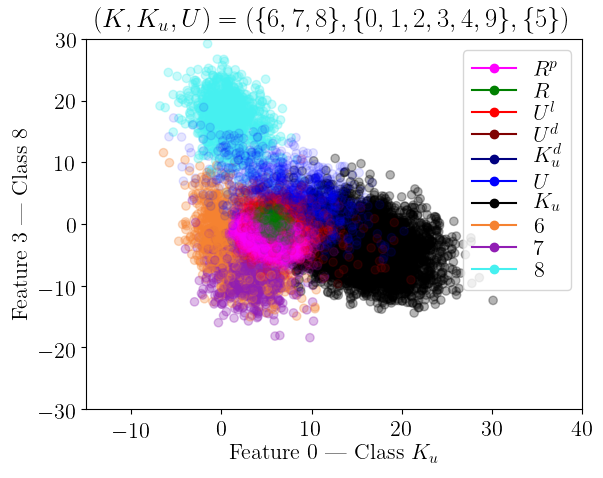 (K, K_u, U) = ({6, 7, 8}, {0, 1, 2, 3, 4, 9}, {5})
30
20
10
0
−10
−20
−30
Feature 3 — Class 8
R^p
R
U^l
U^d
K_u^d
U
K_u
6
7
8
−10
0
10
20
30
40
Feature 0 — Class K_u